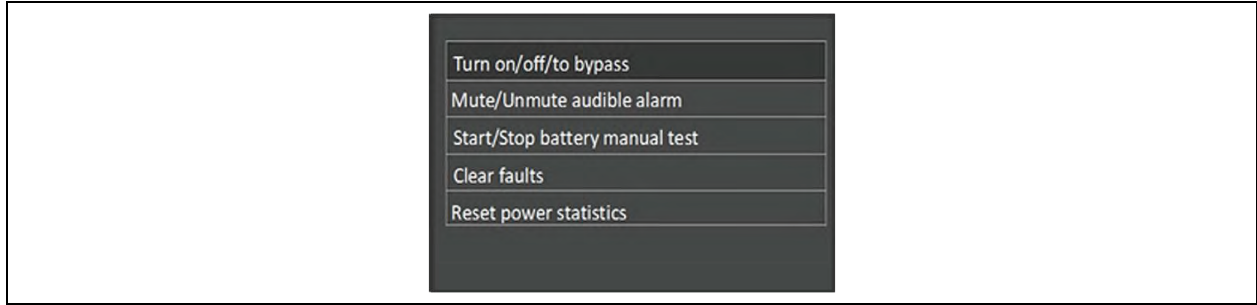 Turn on/off/to bypass
Mute/Unmute audible alarm
Start/Stop battery manual test
Clear faults
Reset power statistics